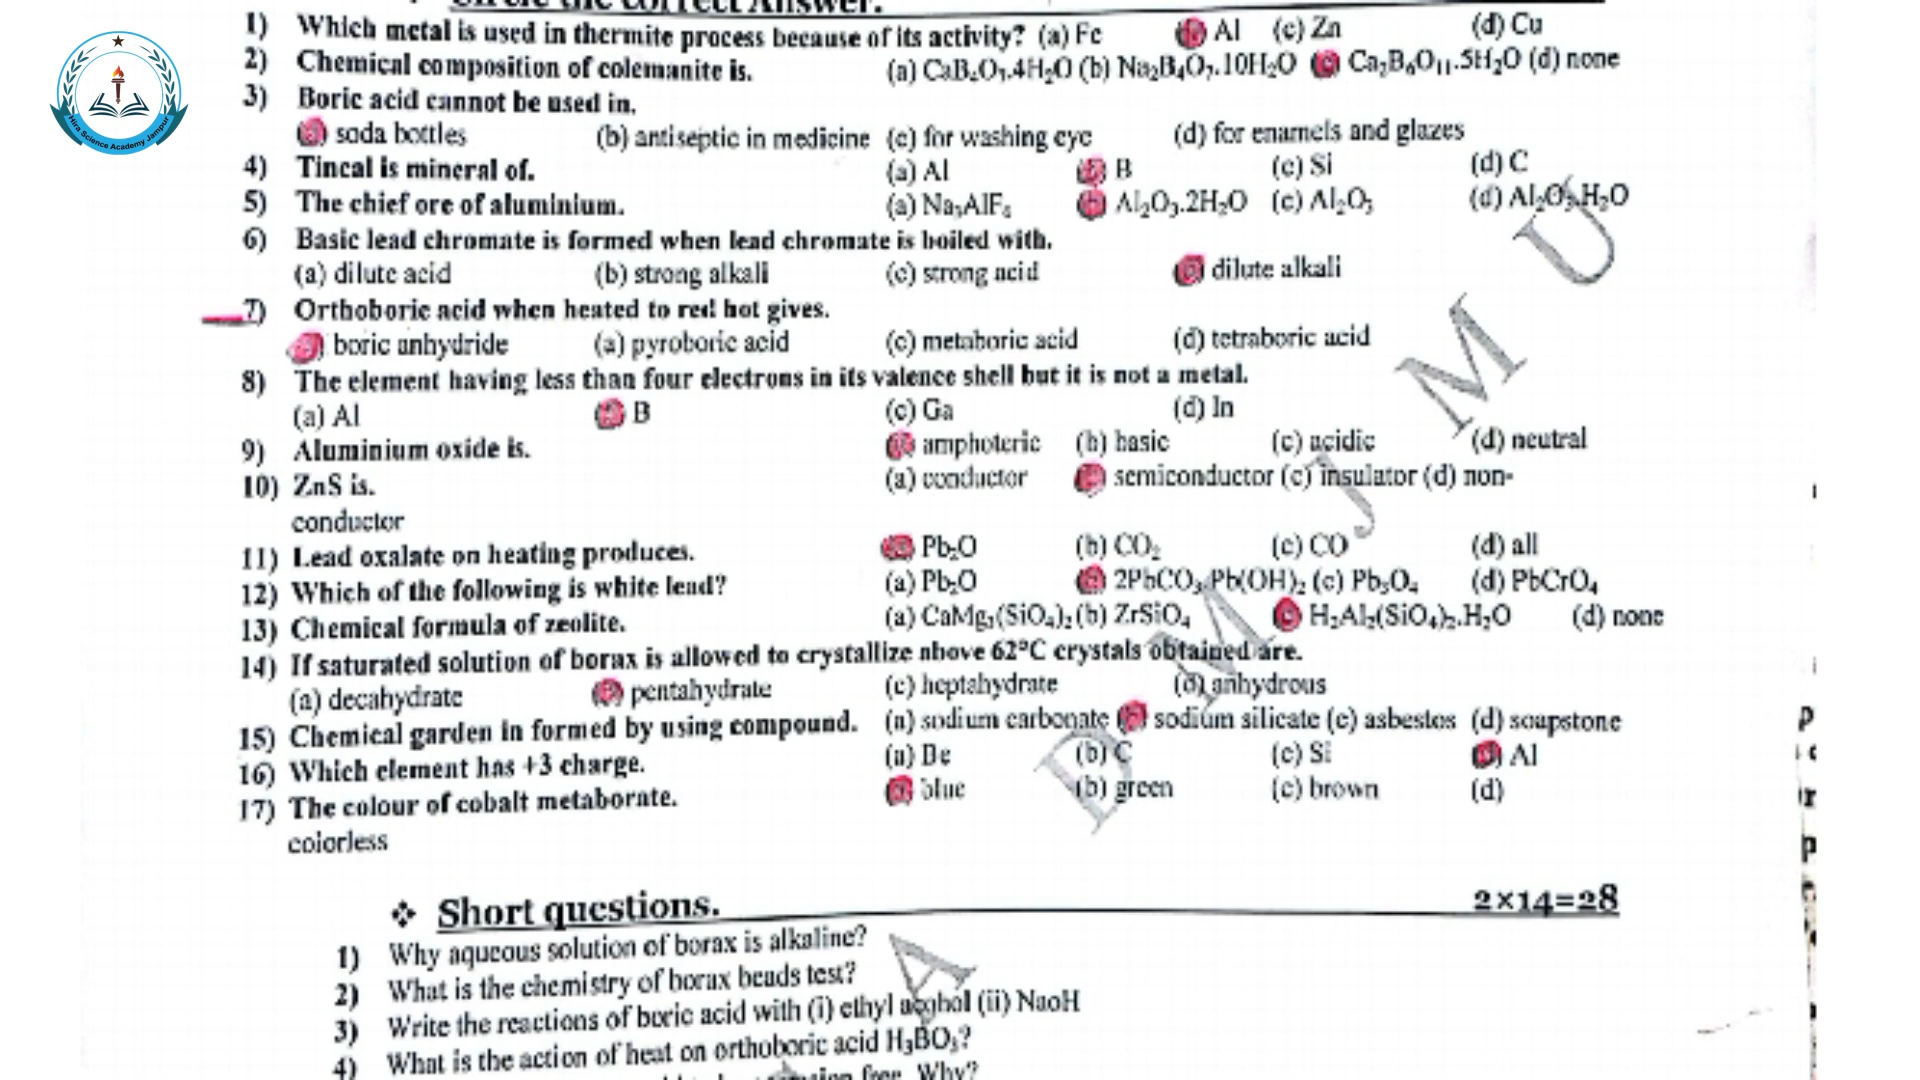 Circle the Correct Answer.
Hira Science Academy Jampur
1) Which metal is used in thermite process because of its activity? (a) Fe (b) Al (c) Zn (d) Cu
2) Chemical composition of colemanite is. (a) CaB₄O₇.4H₂O (b) Na₂B₄O₇.10H₂O (c) Ca₂B₆O₁₁.5H₂O (d) none
3) Boric acid cannot be used in.
(a) soda bottles (b) antiseptic in medicine (c) for washing eye (d) for enamels and glazes
4) Tincal is mineral of. (a) Al (b) B (c) Si (d) C
5) The chief ore of aluminium. (a) Na₃AlF₆ (b) Al₂O₃.2H₂O (c) Al₂O₃ (d) Al₂O₃.H₂O
6) Basic lead chromate is formed when lead chromate is boiled with.
(a) dilute acid (b) strong alkali (c) strong acid (d) dilute alkali
7) Orthoboric acid when heated to red hot gives.
boric anhydride (a) pyroboric acid (c) metaboric acid (d) tetraboric acid
8) The element having less than four electrons in its valence shell but it is not a metal.
(a) Al (b) B (c) Ga (d) In
9) Aluminium oxide is. (a) amphoteric (b) basic (c) acidic (d) neutral
10) ZnS is. (a) conductor (b) semiconductor (c) insulator (d) non-
conductor
11) Lead oxalate on heating produces. (a) Pb₂O (b) CO₂ (c) CO (d) all
12) Which of the following is white lead? (a) Pb₂O (b) 2PbCO₃.Pb(OH)₂ (c) Pb₃O₄ (d) PbCrO₄
13) Chemical formula of zeolite. (a) CaMg₃(SiO₄)₂ (b) ZrSiO₄ (c) H₂Al₂(SiO₄)₂.H₂O (d) none
14) If saturated solution of borax is allowed to crystallize above 62°C crystals obtained are.
(a) decahydrate (b) pentahydrate (c) heptahydrate (d) anhydrous
15) Chemical garden in formed by using compound. (a) sodium carbonate (b) sodium silicate (c) asbestos (d) soapstone
16) Which element has +3 charge. (a) Be (b) C (c) Si (d) Al
17) The colour of cobalt metaborate. (a) blue (b) green (c) brown (d)
colorless
❖ Short questions. 2×14=28
1) Why aqueous solution of borax is alkaline?
2) What is the chemistry of borax beads test?
3) Write the reactions of boric acid with (i) ethyl acohol (ii) NaoH
4) What is the action of heat on orthoboric acid H₃BO₃?
free. Why?